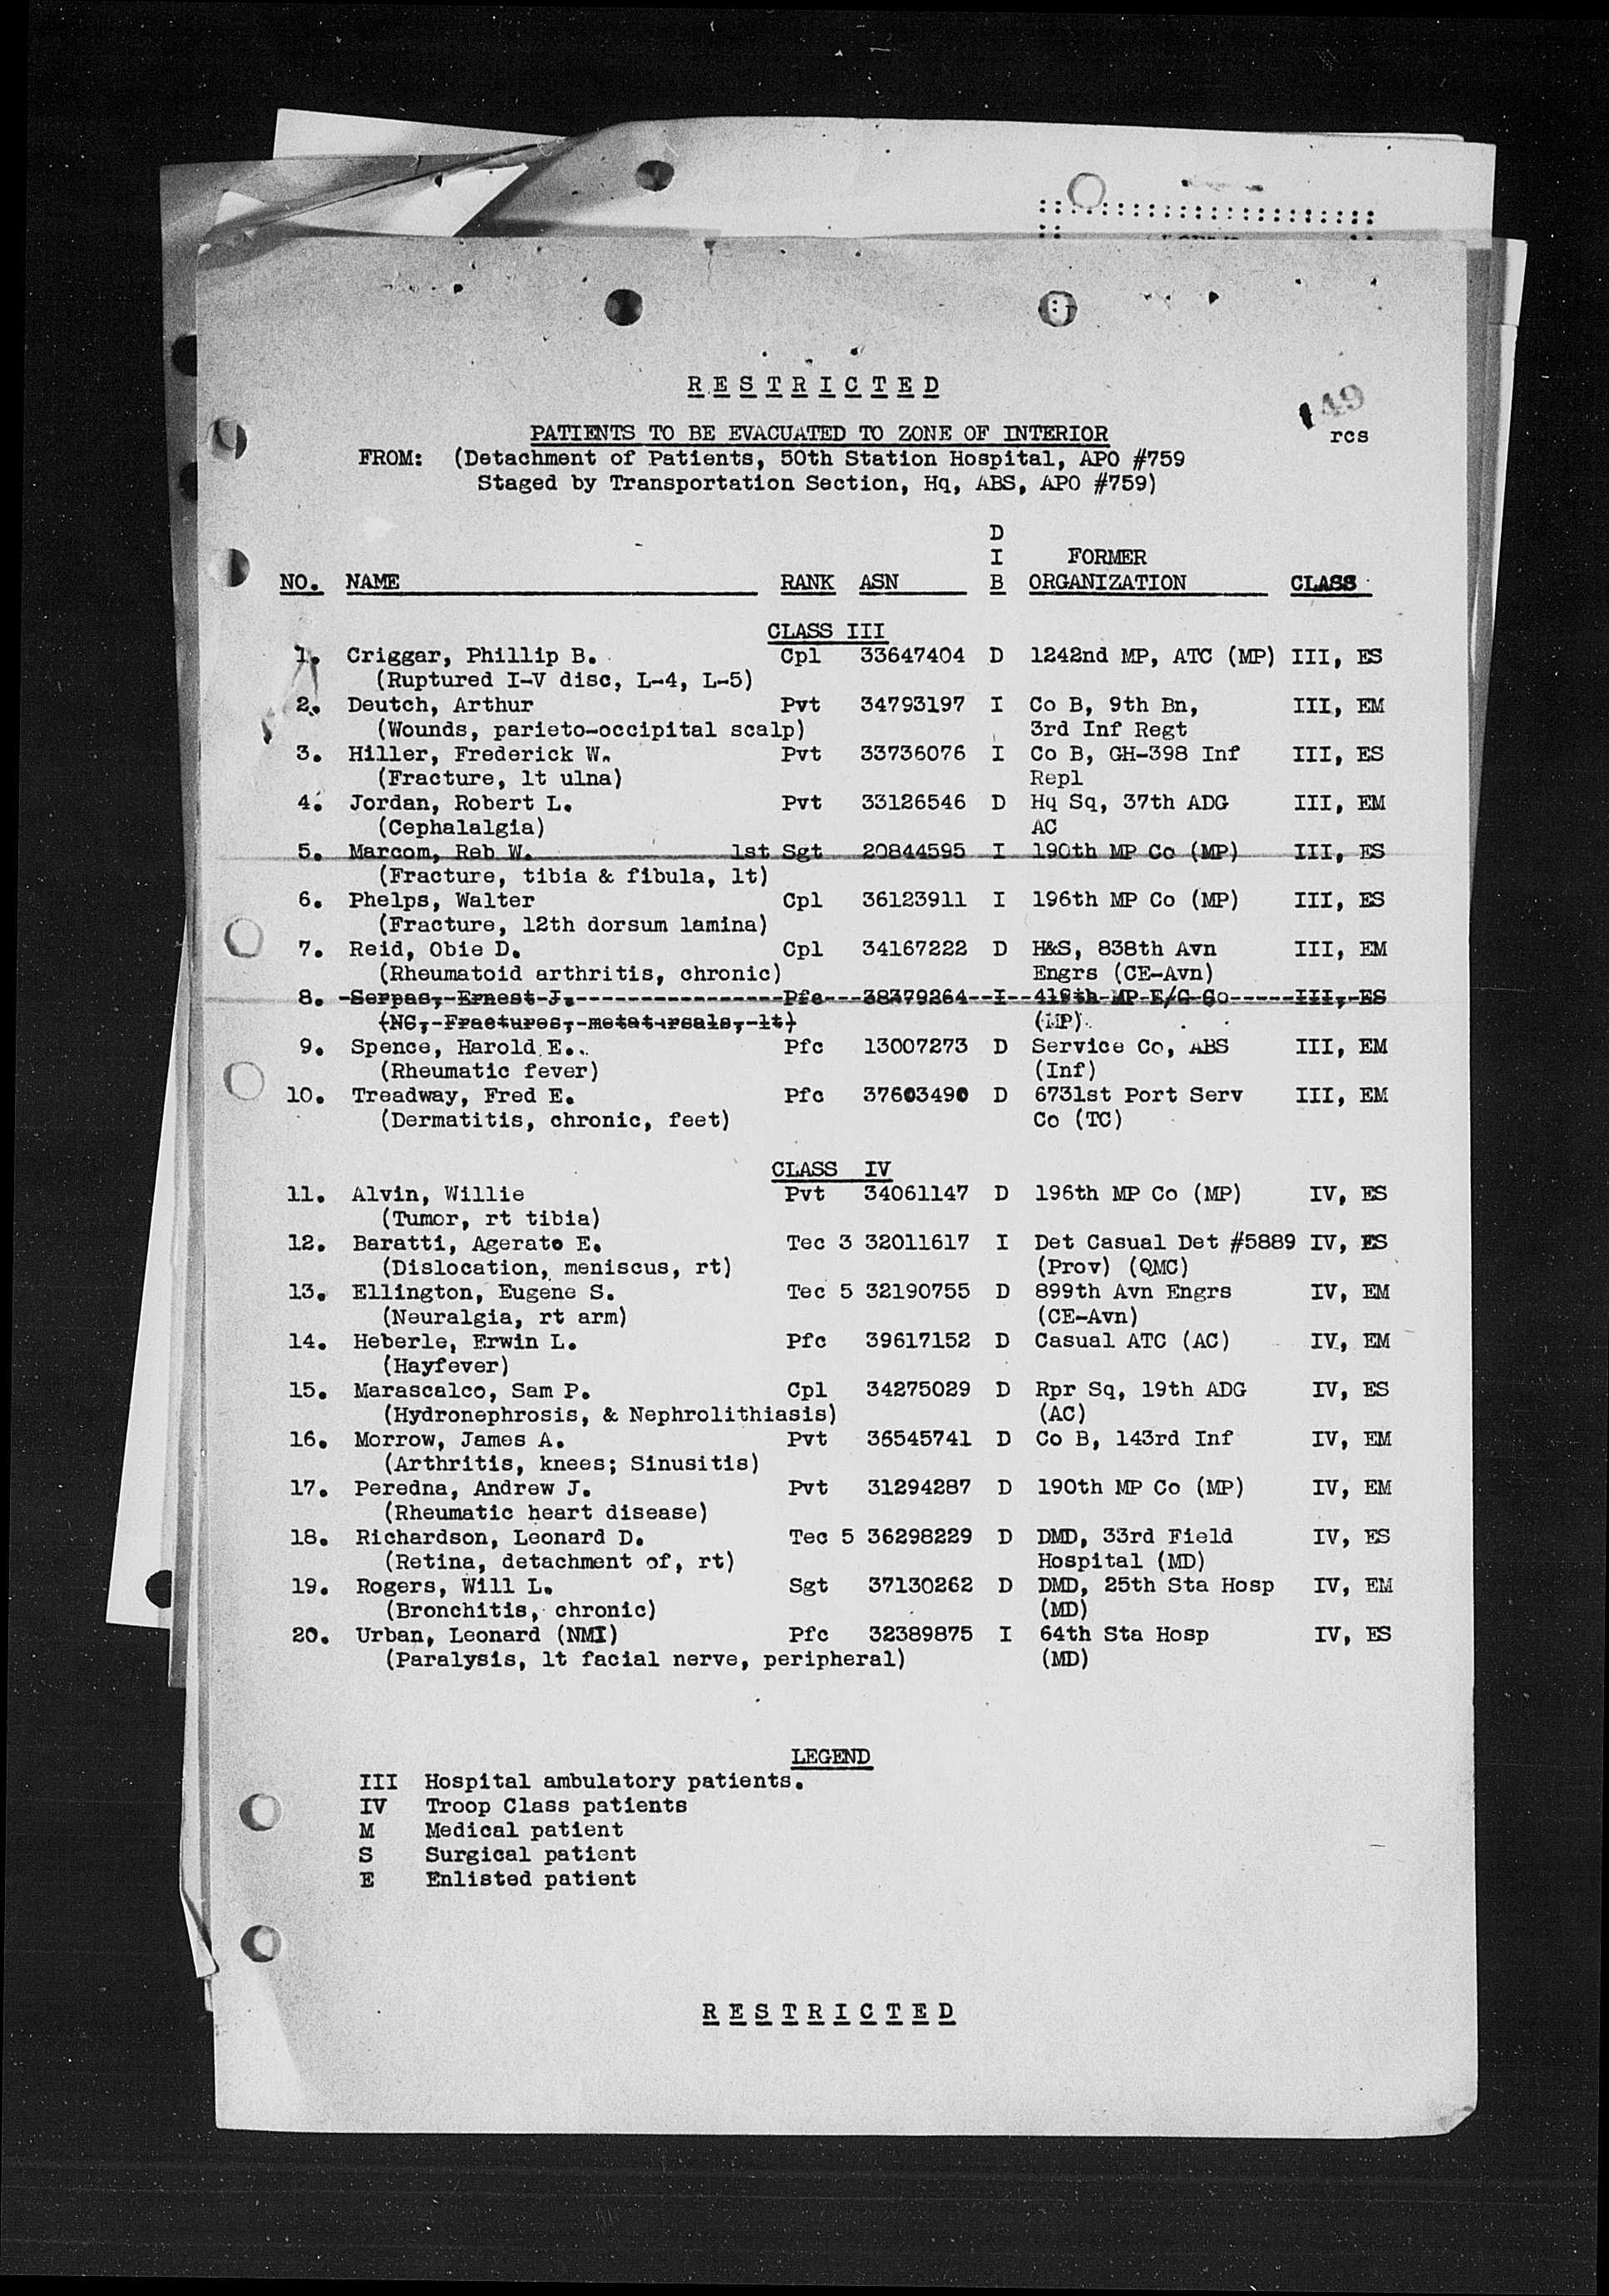 R E S T R I C T E D
49
rcs
PATIENTS TO BE EVACUATED TO ZONE OF INTERIOR
FROM: (Detachment of Patients, 50th Station Hospital, APO #759
Staged by Transportation Section, Hq, ABS, APO #759)
D
I FORMER
NO. NAME RANK ASN B ORGANIZATION CLASS
CLASS III
1. Criggar, Phillip B. Cpl 33647404 D 1242nd MP, ATC (MP) III, ES
(Ruptured I-V disc, L-4, L-5)
2. Deutch, Arthur Pvt 34793197 I Co B, 9th Bn, III, EM
(Wounds, parieto-occipital scalp) 3rd Inf Regt
3. Hiller, Frederick W. Pvt 33736076 I Co B, GH-398 Inf III, ES
(Fracture, lt ulna) Repl
4. Jordan, Robert L. Pvt 33126546 D Hq Sq, 37th ADG III, EM
(Cephalalgia) AC
5. Marcom, Reb W. 1st Sgt 20844595 I 190th MP Co (MP) III, ES
(Fracture, tibia & fibula, lt)
6. Phelps, Walter Cpl 36123911 I 196th MP Co (MP) III, ES
(Fracture, 12th dorsum lamina)
7. Reid, Obie D. Cpl 34167222 D H&S, 838th Avn III, EM
(Rheumatoid arthritis, chronic) Engrs (CE-Avn)
8. Serpas, Ernest J. Pfc 38379264 I MP E/G Co III, ES
(NC, Fractures, metatarsals, lt) (MP)
9. Spence, Harold E. Pfc 13007273 D Service Co, ABS III, EM
(Rheumatic fever) (Inf)
10. Treadway, Fred E. Pfc 37603490 D 6731st Port Serv III, EM
(Dermatitis, chronic, feet) Co (TC)
CLASS IV
11. Alvin, Willie Pvt 34061147 D 196th MP Co (MP) IV, ES
(Tumor, rt tibia)
12. Baratti, Agerato E. Tec 3 32011617 I Det Casual Det #5889 IV, ES
(Dislocation, meniscus, rt) (Prov) (QMC)
13. Ellington, Eugene S. Tec 5 32190755 D 899th Avn Engrs IV, EM
(Neuralgia, rt arm) (CE-Avn)
14. Heberle, Erwin L. Pfc 39617152 D Casual ATC (AC) IV, EM
(Hayfever)
15. Marascalco, Sam P. Cpl 34275029 D Rpr Sq, 19th ADG IV, ES
(Hydronephrosis, & Nephrolithiasis) (AC)
16. Morrow, James A. Pvt 36545741 D Co B, 143rd Inf IV, EM
(Arthritis, knees; Sinusitis)
17. Peredna, Andrew J. Pvt 31294287 D 190th MP Co (MP) IV, EM
(Rheumatic heart disease)
18. Richardson, Leonard D. Tec 5 36298229 D DMD, 33rd Field IV, ES
(Retina, detachment of, rt) Hospital (MD)
19. Rogers, Will L. Sgt 37130262 D DMD, 25th Sta Hosp IV, EM
(Bronchitis, chronic) (MD)
20. Urban, Leonard (NMI) Pfc 32389875 I 64th Sta Hosp IV, ES
(Paralysis, lt facial nerve, peripheral) (MD)
LEGEND
III Hospital ambulatory patients.
IV Troop Class patients
M Medical patient
S Surgical patient
E Enlisted patient
R E S T R I C T E D